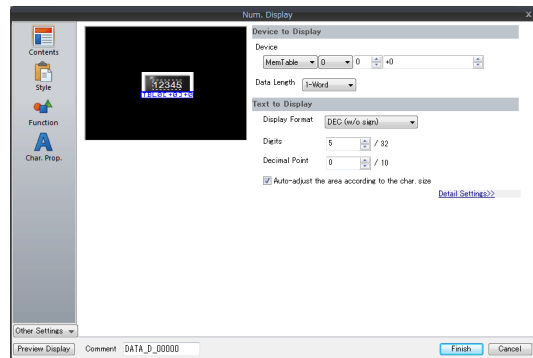 Num. Display
X
Contents
Style
Function
Char. Prop.
Other Settings
12345
Device to Display
Device
MemTable 0 0 +0
Data Length 1-Word
Text to Display
Display Format DEC (w/o sign)
Digits 5 / 32
Decimal Point 0 / 10
Auto-adjust the area according to the char. size
Detail Settings>>
Preview Display Comment DATA_D_00000 Finish Cancel